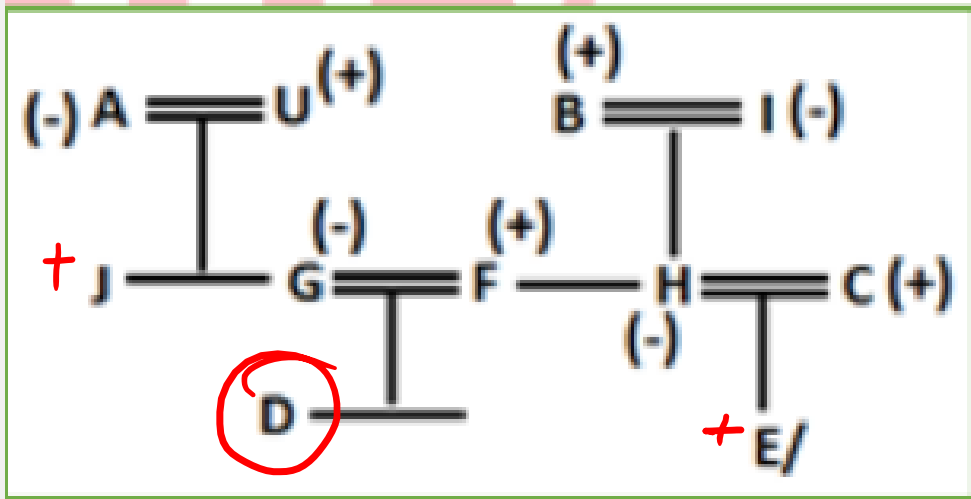 (+)
(-) A U (+) B I (-)
(-) (+)
+ J G F H C (+)
(-)
D
+ E/